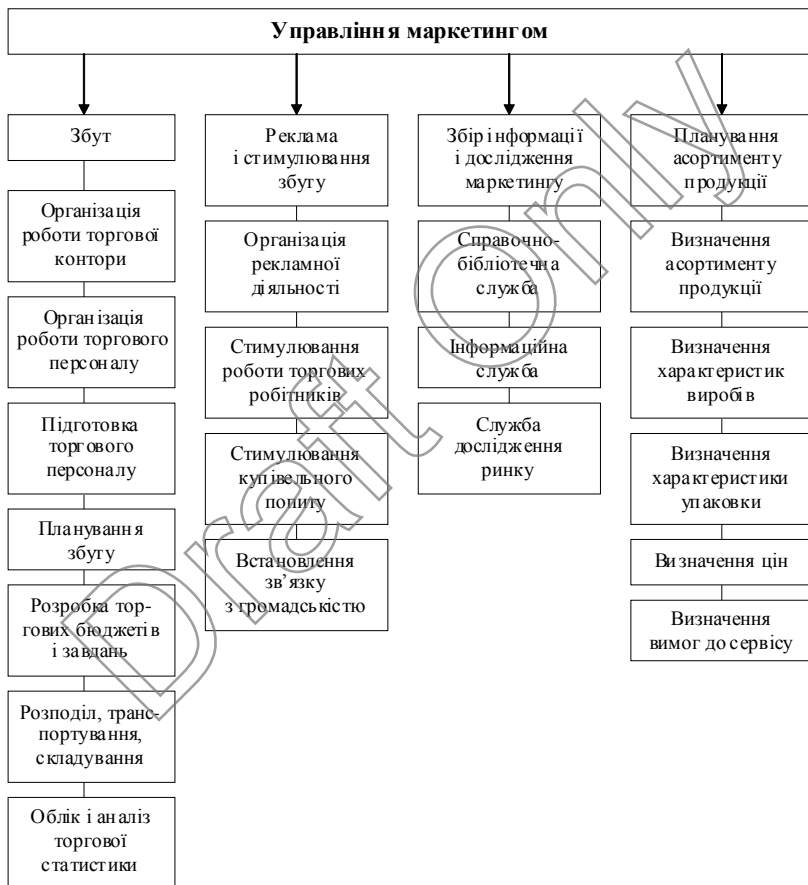 Управління маркетингом
Збут
Організація
роботи торгової
контори
Організація
роботи торгового
персоналу
Підготовка
торгового
персоналу
Планування
збуту
Розробка тор-
гових бюджетів
і завдань
Розподіл, транс-
портування,
складування
Облік і аналіз
торгової
статистики
Реклама
і стимулювання
збуту
Організація
рекламної
діяльності
Стимулювання
роботи торгових
робітників
Стимулювання
купівельного
попиту
Встановлення
зв’язку
з громадськістю
Збір інформації
і дослідження
маркетингу
Справочно-
бібліотечна
служба
Інформаційна
служба
Служба
дослідження
ринку
Планування
асортименту
продукції
Визначення
асортименту
продукції
Визначення
характеристик
виробів
Визначення
характеристики
упаковки
Визначення цін
Визначення
вимог до сервісу
Draft Only